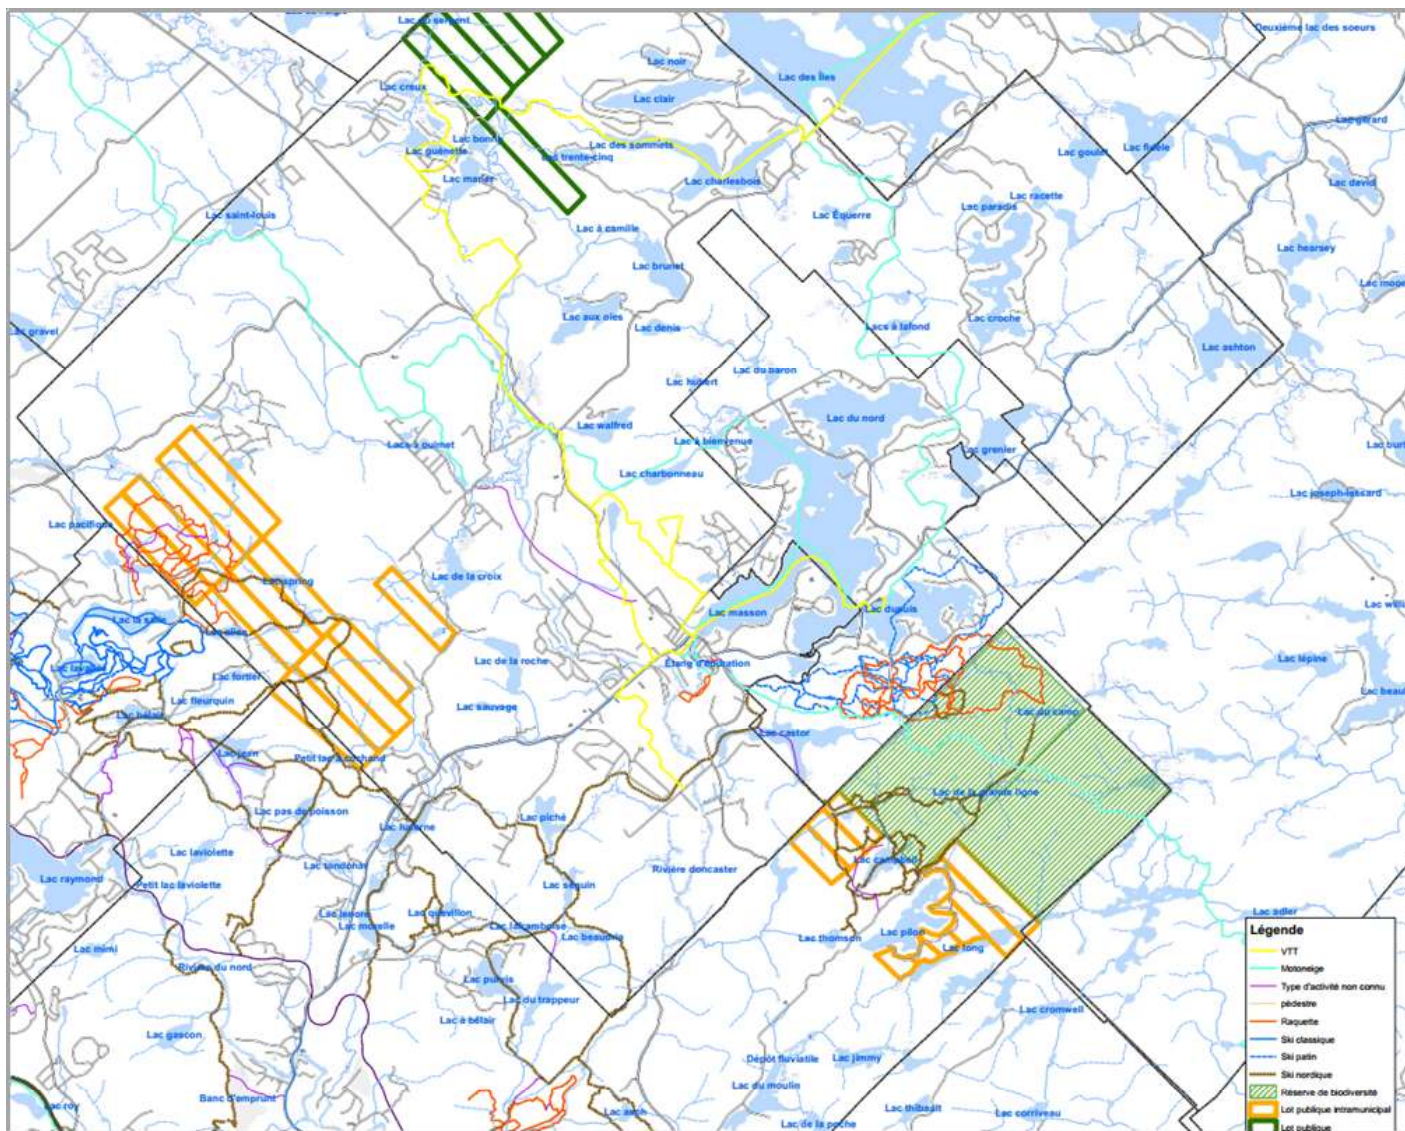 Lac du serpent
Deuxième lac des soeurs
Lac noir
Lac des Îles
Lac creux
Lac clair
Lac gérard
Lac bonnie
Lac guénette
Lac des sommets
Lac trente-cinq
Lac goulet
Lac fidèle
Lac marier
Lac charlesbois
Lac david
Lac racette
Lac paradis
Lac saint-louis
Lac Équerre
Lac à camille
Lac hearsey
Lac brunet
Lac aux oies
Lac croche
Lac gravel
Lac denis
Lacs à lafond
Lac ashton
Lac du baron
Lac hubert
Lac du nord
Lac walfred
Lacs à ouimet
Lac à bienvenue
Lac grenier
Lac charbonneau
Lac joseph-lessard
Lac pacifique
Lac de la croix
Lac spring
Lac masson
Lac dupuis
Lac la salle
Étang d'épuration
Lac de la roche
Lac lépine
Lac fortier
Lac fleurquin
Lac sauvage
Lac du camp
Lac bélair
Lac castor
Lac jean
Petit lac à cochand
Lac de la grande ligne
Lac pas de poisson
Lac piché
Lac laviolette
Lac campbell
Lac raymond
Rivière doncaster
Petit lac laviolette
Lac séguin
Lac quévillon
Lac adler
Lac beaudrie
Lac thomson
Lac pilon
Lac long
Lac mimi
Rivière du nord
Lac du trappeur
Lac cromwell
Lac à bélair
Lac gascon
Dépôt fluviatile
Lac jimmy
Lac du moulin
Banc d'emprunt
Lac roy
Lac thibault
Lac corriveau
Lac de la poche
Légende
VTT
Motoneige
Type d'activité non connu
pédestre
Raquette
Ski classique
Ski patin
Ski nordique
Réserve de biodiversité
Lot publique intramunicipal
Lot publique